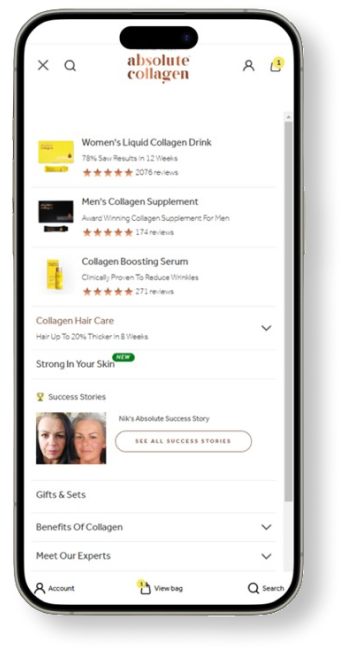 absolute
collagen
1
Women's Liquid Collagen Drink
78% Saw Results In 12 Weeks
2076 reviews
Men's Collagen Supplement
Award Winning Collagen Supplement For Men
174 reviews
Collagen Boosting Serum
Clinically Proven To Reduce Wrinkles
271 reviews
Collagen Hair Care
Hair Up To 20% Thicker In 8 Weeks
Strong In Your Skin NEW
Success Stories
Nik's Absolute Success Story
SEE ALL SUCCESS STORIES
Gifts & Sets
Benefits Of Collagen
Meet Our Experts
Account
1
View bag
Search